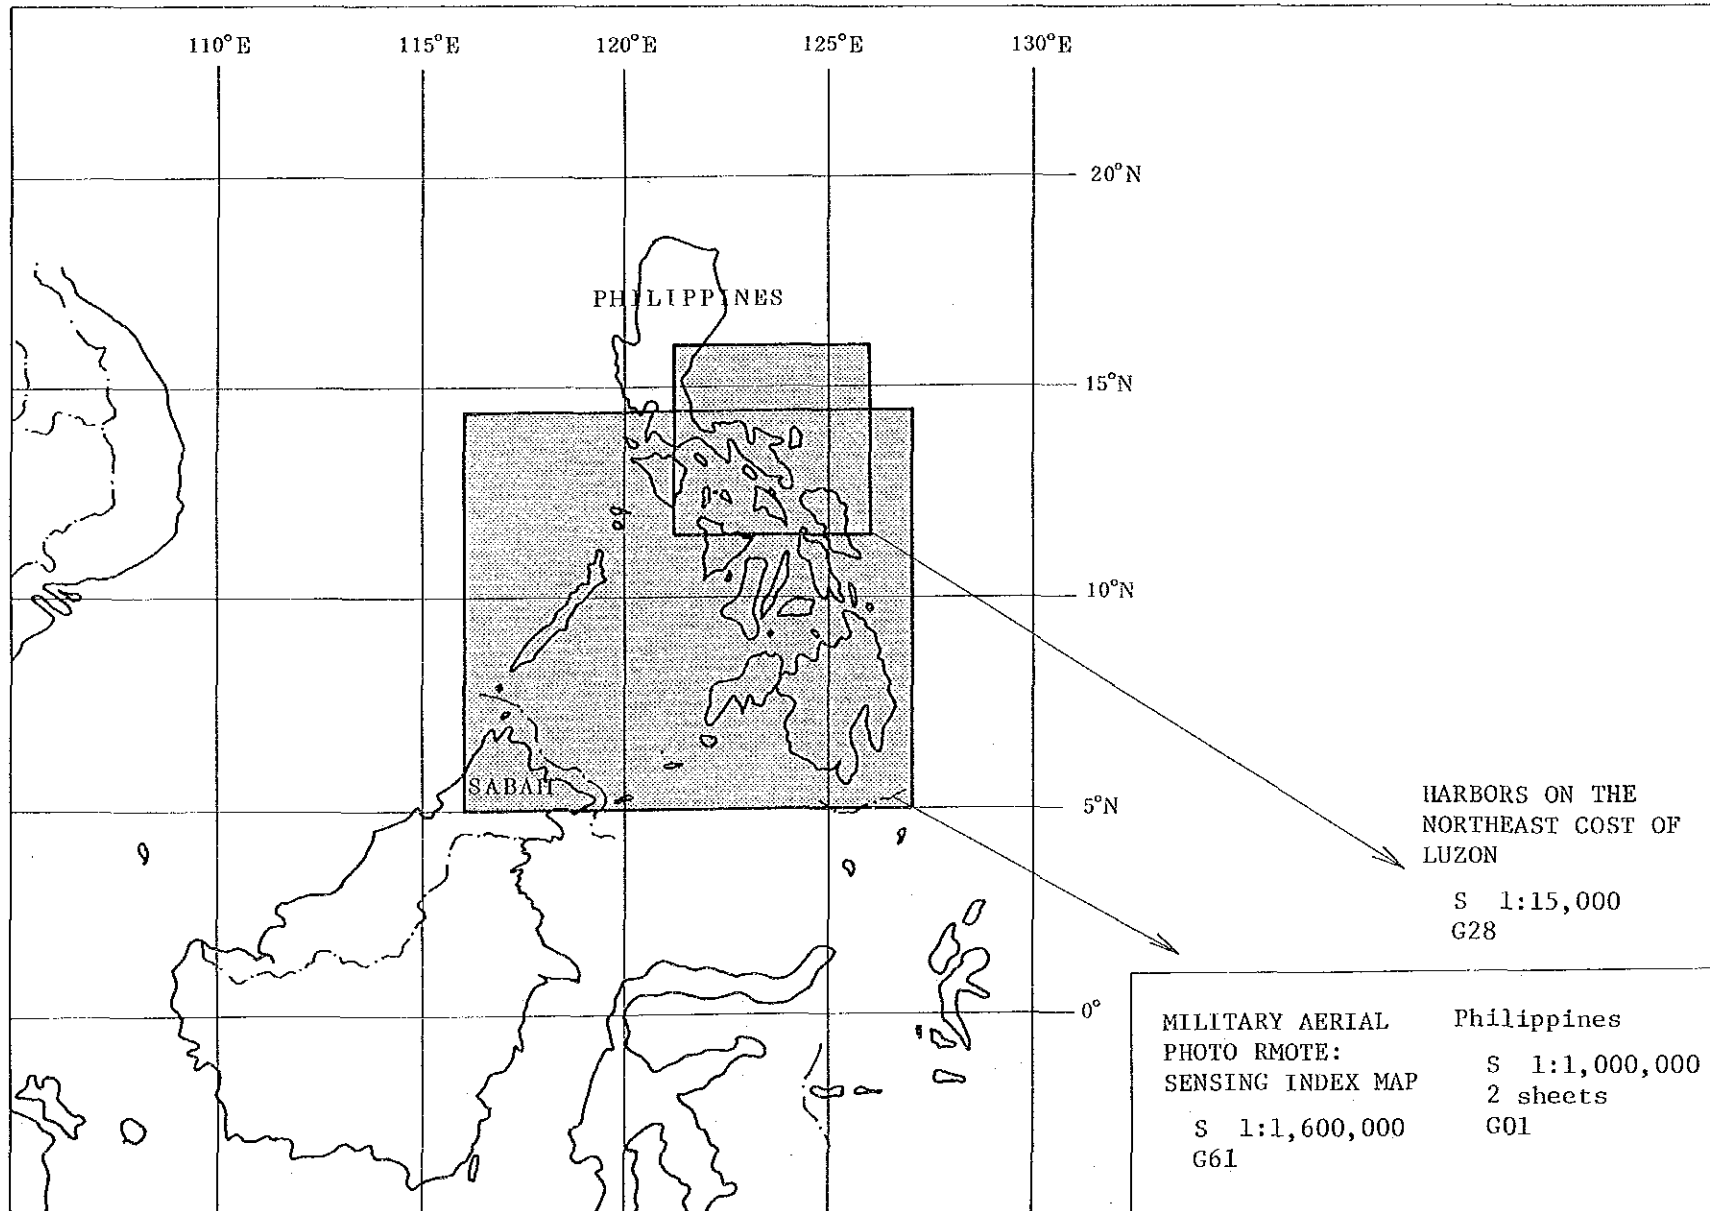 110°E 115°E 120°E 125°E 130°E
20°N
PHILIPPINES
15°N
10°N
SABAH
5°N
HARBORS ON THE
NORTHEAST COST OF
LUZON
S 1:15,000
G28
0°
MILITARY AERIAL
PHOTO RMOTE:
SENSING INDEX MAP
S 1:1,600,000
G61
Philippines
S 1:1,000,000
2 sheets
G01